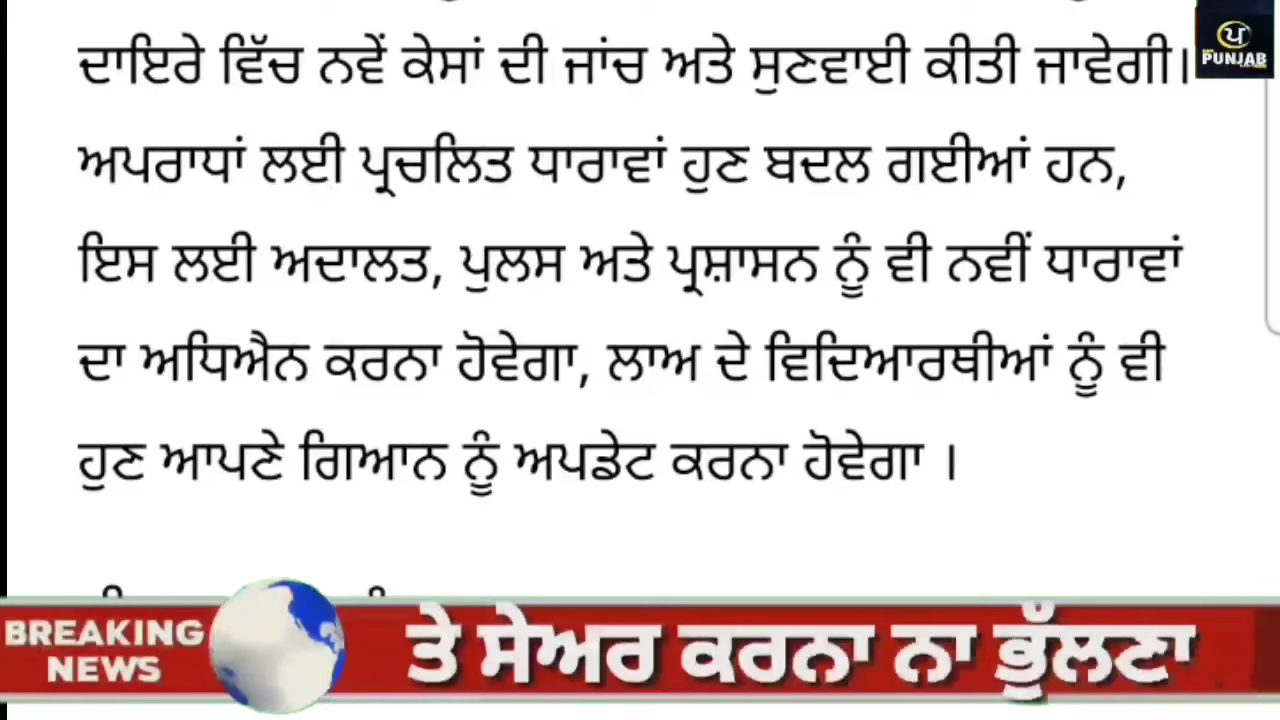 ਦਾਇਰੇ ਵਿੱਚ ਨਵੇਂ ਕੇਸਾਂ ਦੀ ਜਾਂਚ ਅਤੇ ਸੁਣਵਾਈ ਕੀਤੀ ਜਾਵੇਗੀ।
ਪ
PUNJAB
ਅਪਰਾਧਾਂ ਲਈ ਪ੍ਰਚਲਿਤ ਧਾਰਾਵਾਂ ਹੁਣ ਬਦਲ ਗਈਆਂ ਹਨ,
ਇਸ ਲਈ ਅਦਾਲਤ, ਪੁਲਸ ਅਤੇ ਪ੍ਰਸ਼ਾਸਨ ਨੂੰ ਵੀ ਨਵੀਂ ਧਾਰਾਵਾਂ
ਦਾ ਅਧਿਐਨ ਕਰਨਾ ਹੋਵੇਗਾ, ਲਾਅ ਦੇ ਵਿਦਿਆਰਥੀਆਂ ਨੂੰ ਵੀ
ਹੁਣ ਆਪਣੇ ਗਿਆਨ ਨੂੰ ਅਪਡੇਟ ਕਰਨਾ ਹੋਵੇਗਾ ।
BREAKING
NEWS
ਤੇ ਸੇਅਰ ਕਰਨਾ ਨਾ ਭੁੱਲਣਾ